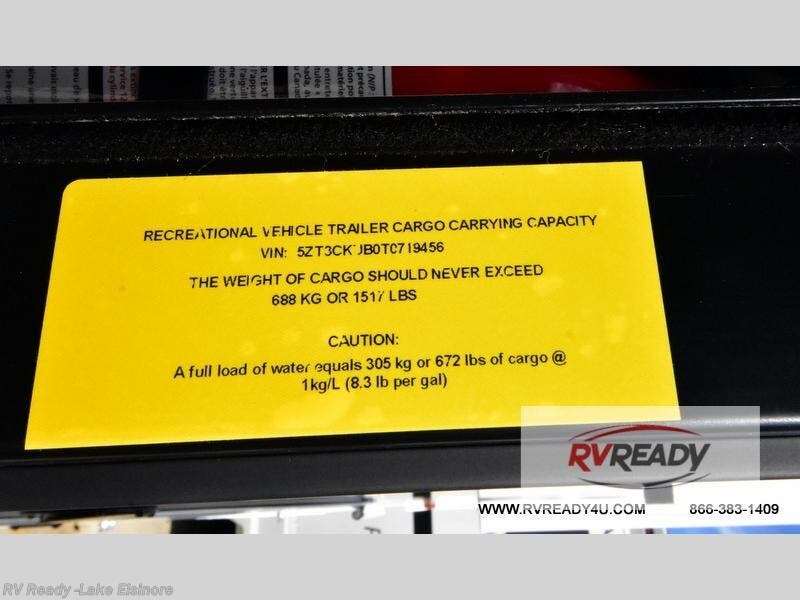 RECREATIONAL VEHICLE TRAILER CARGO CARRYING CAPACITY
VIN:
THE WEIGHT OF CARGO SHOULD NEVER EXCEED
688 KG OR 1517 LBS
CAUTION:
A full load of water equals 305 kg or 672 lbs of cargo @
1kg/L (8.3 lb per gal)
RVREADY
WWW.RVREADY4U.COM 866-383-1409
RV Ready -Lake Elsinore